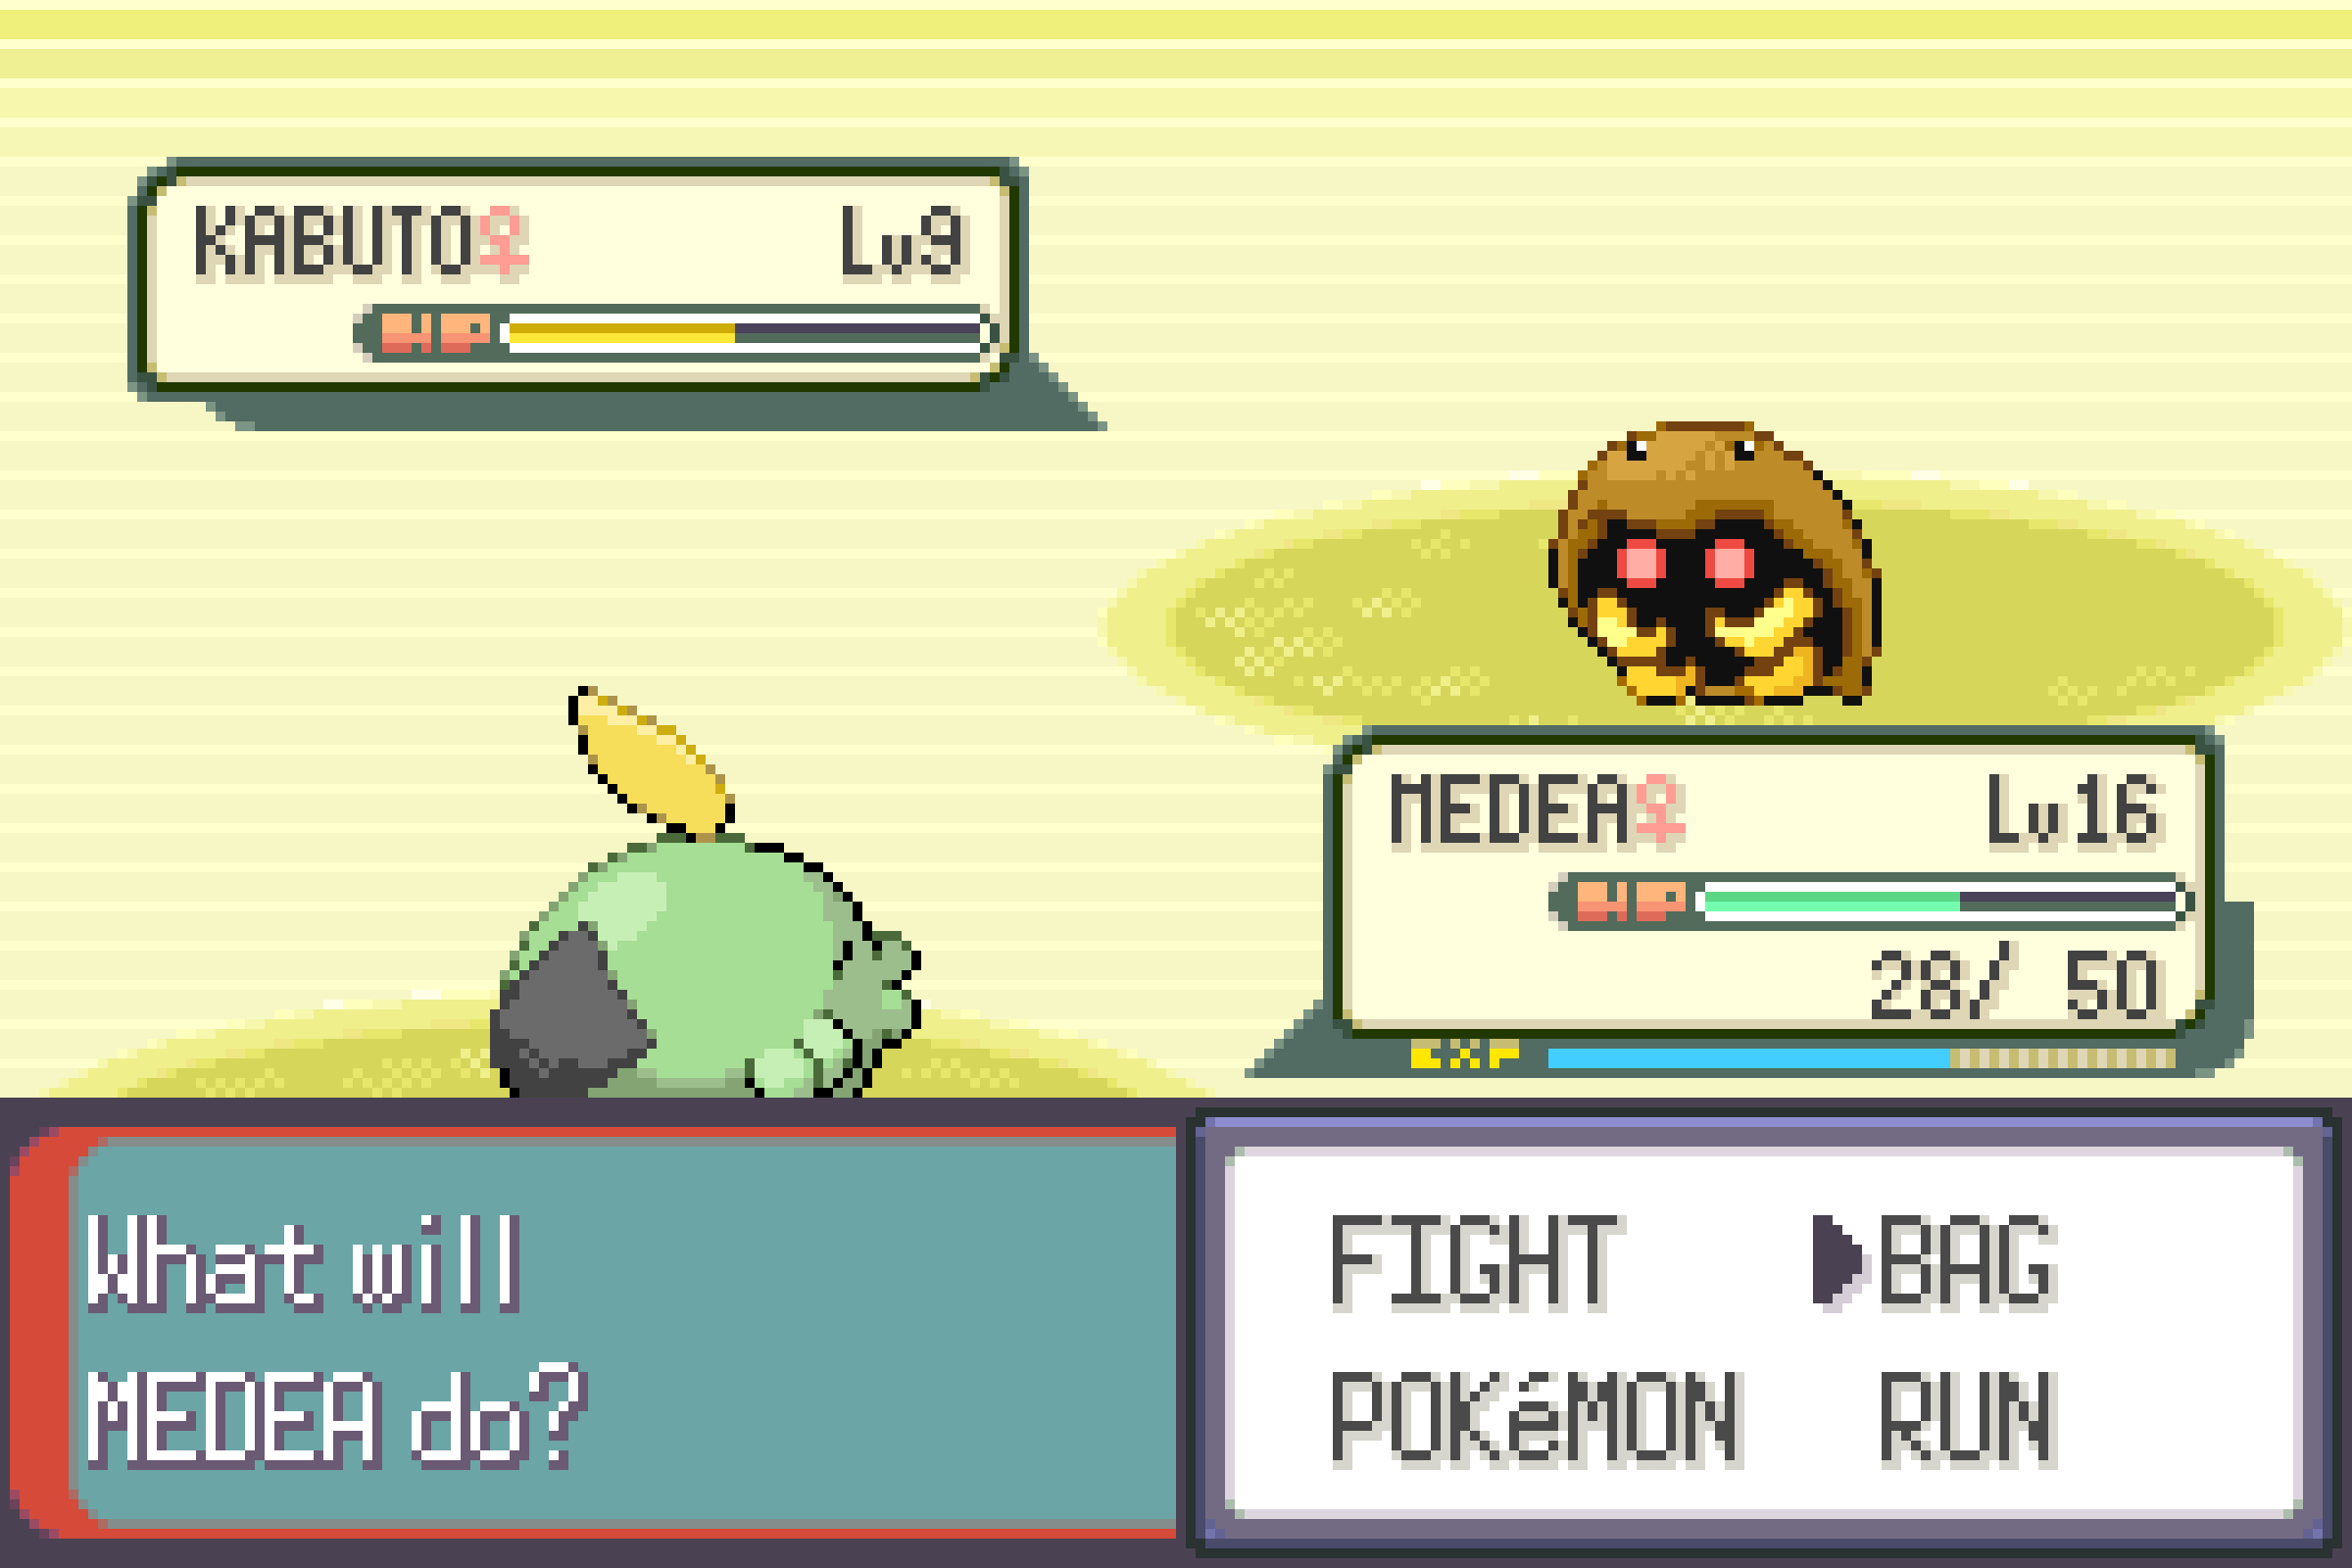 KABUTO♀ Lv9
HP
MEDEA♀ Lv16
HP
28/ 50
EXP
What will
MEDEA do?
FIGHT ▶BAG
POKéMON RUN